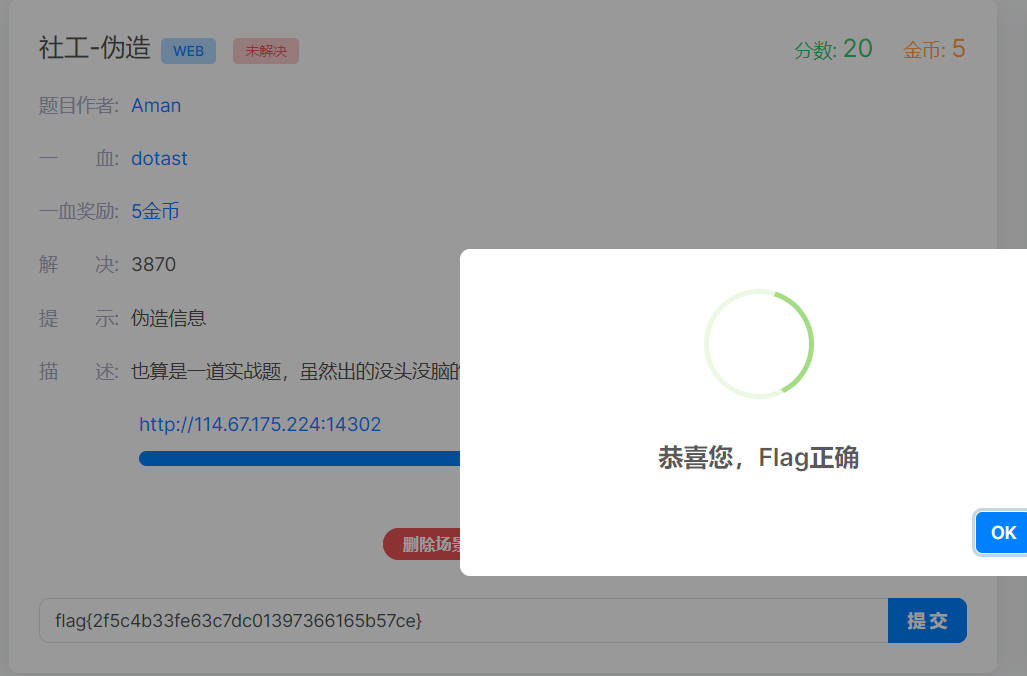 社工-伪造 WEB 未解决 分数: 20 金币: 5
题目作者: Aman
一 血: dotast
一血奖励: 5金币
解 决: 3870
提 示: 伪造信息
描 述: 也算是一道实战题，虽然出的没头没脑的
http://114.67.175.224:14302
恭喜您，Flag正确
OK
删除场景
flag{2f5c4b33fe63c7dc01397366165b57ce} 提交